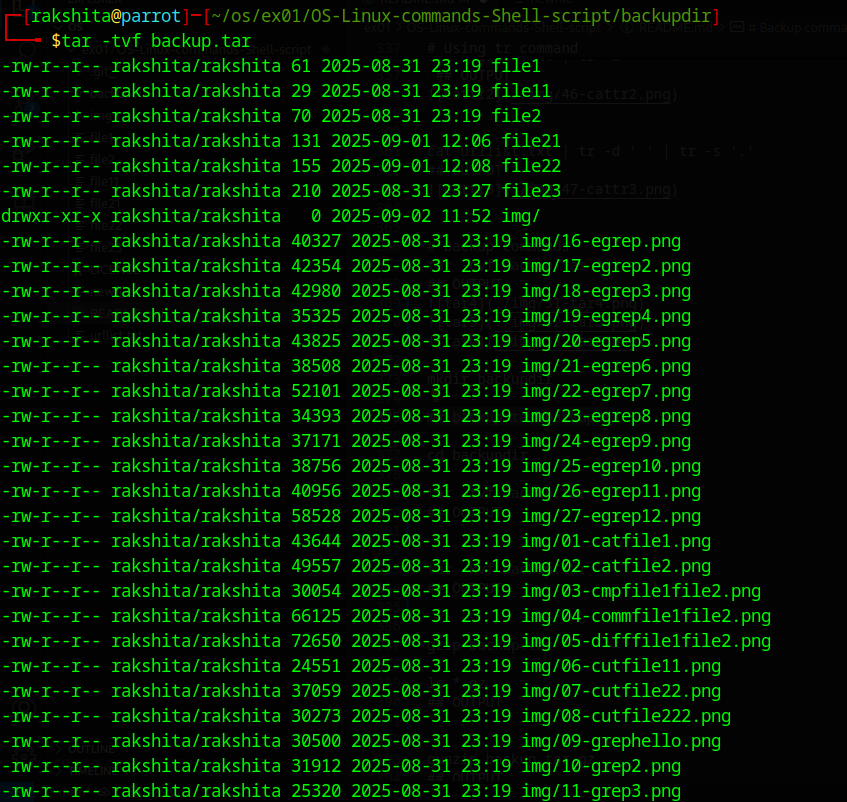 ┌─[rakshita@parrot]─[~/os/ex01/OS-Linux-commands-Shell-script/backupdir]
└──╼ $tar -tvf backup.tar
-rw-r--r-- rakshita/rakshita 61 2025-08-31 23:19 file1
-rw-r--r-- rakshita/rakshita 29 2025-08-31 23:19 file11
-rw-r--r-- rakshita/rakshita 70 2025-08-31 23:19 file2
-rw-r--r-- rakshita/rakshita 131 2025-09-01 12:06 file21
-rw-r--r-- rakshita/rakshita 155 2025-09-01 12:08 file22
-rw-r--r-- rakshita/rakshita 210 2025-08-31 23:27 file23
drwxr-xr-x rakshita/rakshita   0 2025-09-02 11:52 img/
-rw-r--r-- rakshita/rakshita 40327 2025-08-31 23:19 img/16-egrep.png
-rw-r--r-- rakshita/rakshita 42354 2025-08-31 23:19 img/17-egrep2.png
-rw-r--r-- rakshita/rakshita 42980 2025-08-31 23:19 img/18-egrep3.png
-rw-r--r-- rakshita/rakshita 35325 2025-08-31 23:19 img/19-egrep4.png
-rw-r--r-- rakshita/rakshita 43825 2025-08-31 23:19 img/20-egrep5.png
-rw-r--r-- rakshita/rakshita 38508 2025-08-31 23:19 img/21-egrep6.png
-rw-r--r-- rakshita/rakshita 52101 2025-08-31 23:19 img/22-egrep7.png
-rw-r--r-- rakshita/rakshita 34393 2025-08-31 23:19 img/23-egrep8.png
-rw-r--r-- rakshita/rakshita 37171 2025-08-31 23:19 img/24-egrep9.png
-rw-r--r-- rakshita/rakshita 38756 2025-08-31 23:19 img/25-egrep10.png
-rw-r--r-- rakshita/rakshita 40956 2025-08-31 23:19 img/26-egrep11.png
-rw-r--r-- rakshita/rakshita 58528 2025-08-31 23:19 img/27-egrep12.png
-rw-r--r-- rakshita/rakshita 43644 2025-08-31 23:19 img/01-catfile1.png
-rw-r--r-- rakshita/rakshita 49557 2025-08-31 23:19 img/02-catfile2.png
-rw-r--r-- rakshita/rakshita 30054 2025-08-31 23:19 img/03-cmpfile1file2.png
-rw-r--r-- rakshita/rakshita 66125 2025-08-31 23:19 img/04-commfile1file2.png
-rw-r--r-- rakshita/rakshita 72650 2025-08-31 23:19 img/05-difffile1file2.png
-rw-r--r-- rakshita/rakshita 24551 2025-08-31 23:19 img/06-cutfile11.png
-rw-r--r-- rakshita/rakshita 37059 2025-08-31 23:19 img/07-cutfile22.png
-rw-r--r-- rakshita/rakshita 30273 2025-08-31 23:19 img/08-cutfile222.png
-rw-r--r-- rakshita/rakshita 30500 2025-08-31 23:19 img/09-grephello.png
-rw-r--r-- rakshita/rakshita 31912 2025-08-31 23:19 img/10-grep2.png
-rw-r--r-- rakshita/rakshita 25320 2025-08-31 23:19 img/11-grep3.png